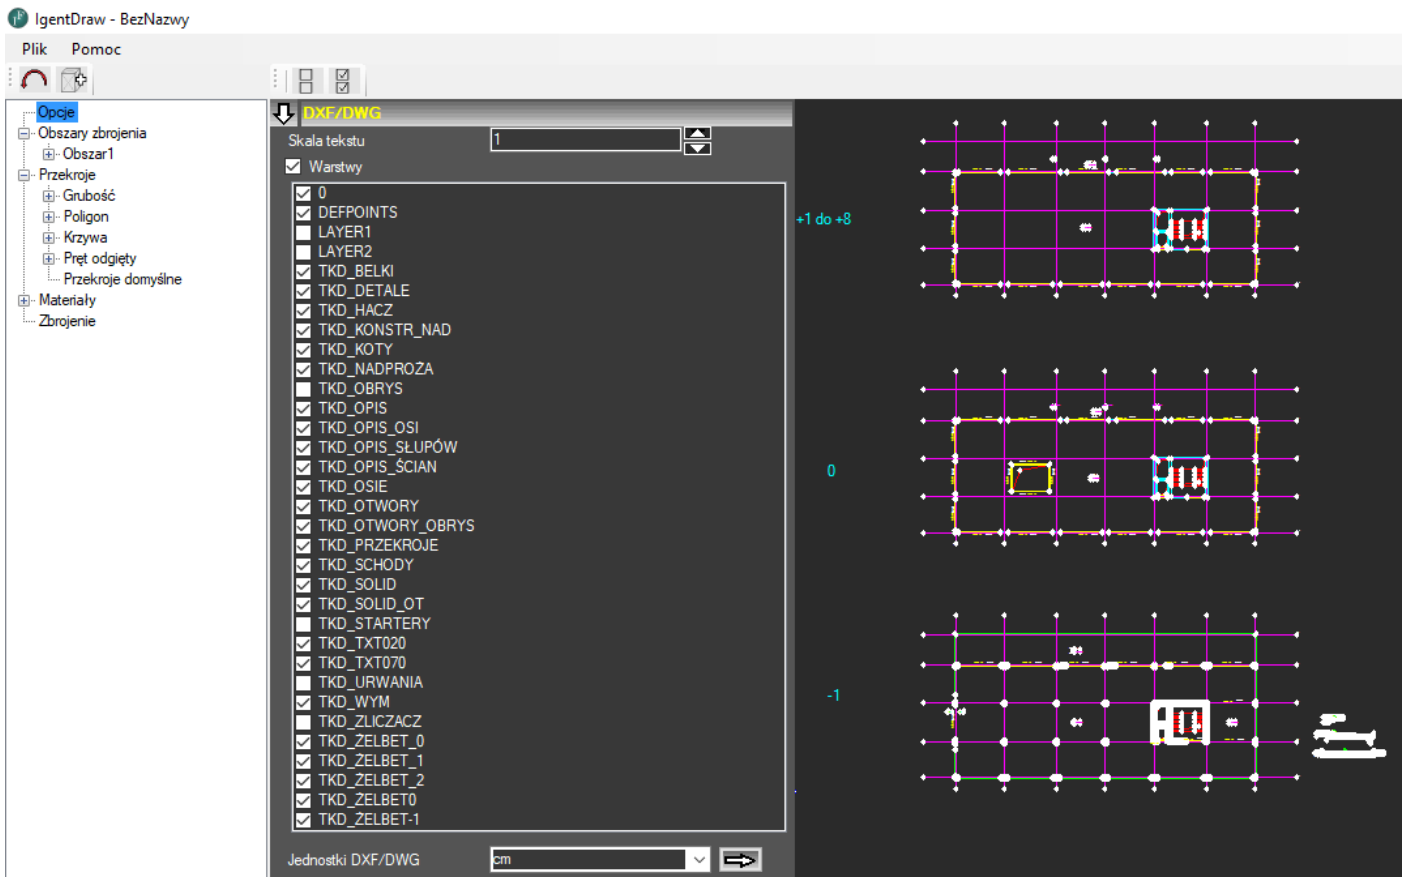 IgentDraw - BezNazwy
Plik Pomoc
Opcje
Obszary zbrojenia
Obszar1
Przekroje
Grubość
Poligon
Krzywa
Pręt odgięty
Przekroje domyślne
Materiały
Zbrojenie
DXF/DWG
Skala tekstu 1
Warstwy
0
DEFPOINTS
LAYER1
LAYER2
TKD_BELKI
TKD_DETALE
TKD_HACZ
TKD_KONSTR_NAD
TKD_KOTY
TKD_NADPROŻA
TKD_OBRYS
TKD_OPIS
TKD_OPIS_OSI
TKD_OPIS_SŁUPÓW
TKD_OPIS_ŚCIAN
TKD_OSIE
TKD_OTWORY
TKD_OTWORY_OBRYS
TKD_PRZEKROJE
TKD_SCHODY
TKD_SOLID
TKD_SOLID_OT
TKD_STARTERY
TKD_TXT020
TKD_TXT070
TKD_URWANIA
TKD_WYM
TKD_ZLICZACZ
TKD_ŻELBET_0
TKD_ŻELBET_1
TKD_ŻELBET_2
TKD_ŻELBET0
TKD_ŻELBET-1
Jednostki DXF/DWG cm
+1 do +8
0
-1